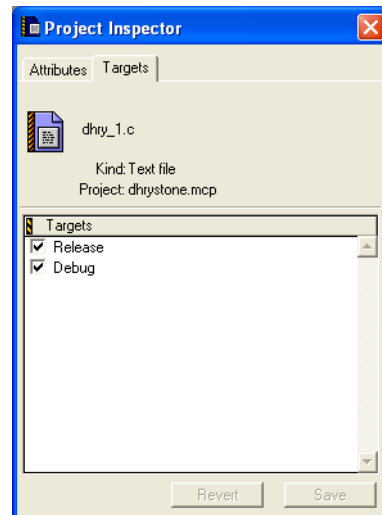 Project Inspector
Attributes Targets
dhry_1.c
Kind: Text file
Project: dhrystone.mcp
Targets
Release
Debug
Revert Save